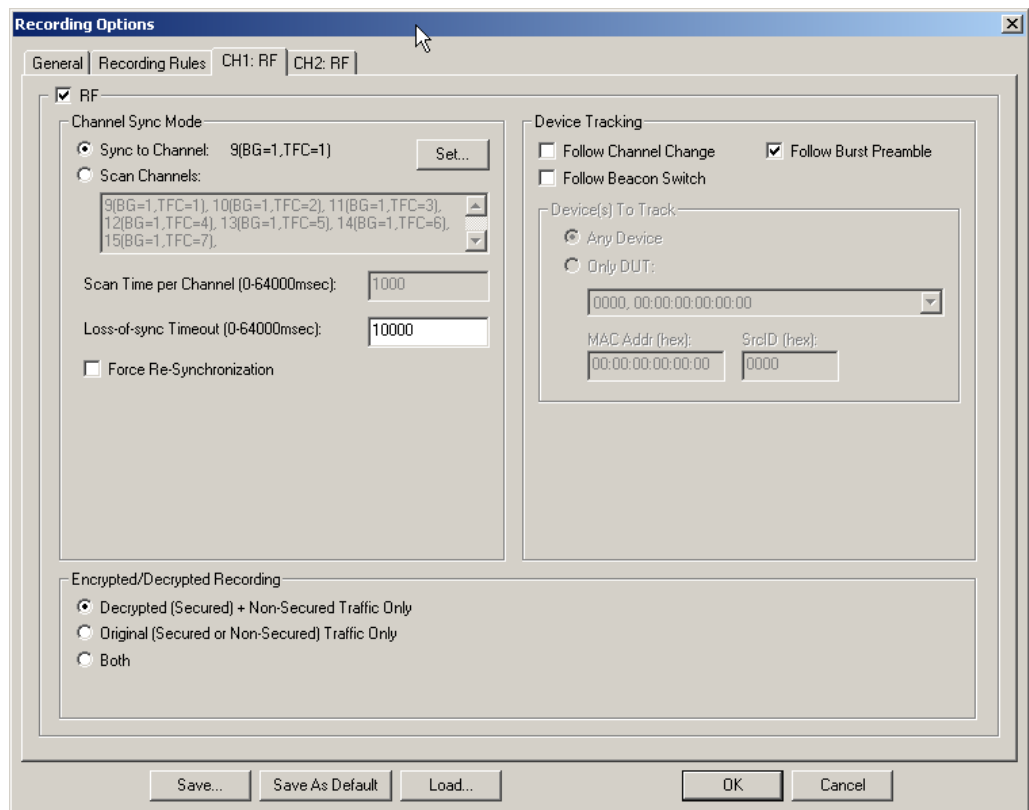 Recording Options
General
Recording Rules
CH1: RF
CH2: RF
RF
Channel Sync Mode
Sync to Channel: 9(BG=1,TFC=1)
Set...
Scan Channels:
9(BG=1,TFC=1), 10(BG=1,TFC=2), 11(BG=1,TFC=3),
12(BG=1,TFC=4), 13(BG=1,TFC=5), 14(BG=1,TFC=6),
15(BG=1,TFC=7),
Scan Time per Channel (0-64000msec): 1000
Loss-of-sync Timeout (0-64000msec): 10000
Force Re-Synchronization
Device Tracking
Follow Channel Change
Follow Burst Preamble
Follow Beacon Switch
Device(s) To Track
Any Device
Only DUT:
0000, 00:00:00:00:00:00
MAC Addr (hex):
SrcID (hex):
00:00:00:00:00:00
0000
Encrypted/Decrypted Recording
Decrypted (Secured) + Non-Secured Traffic Only
Original (Secured or Non-Secured) Traffic Only
Both
Save...
Save As Default
Load...
OK
Cancel